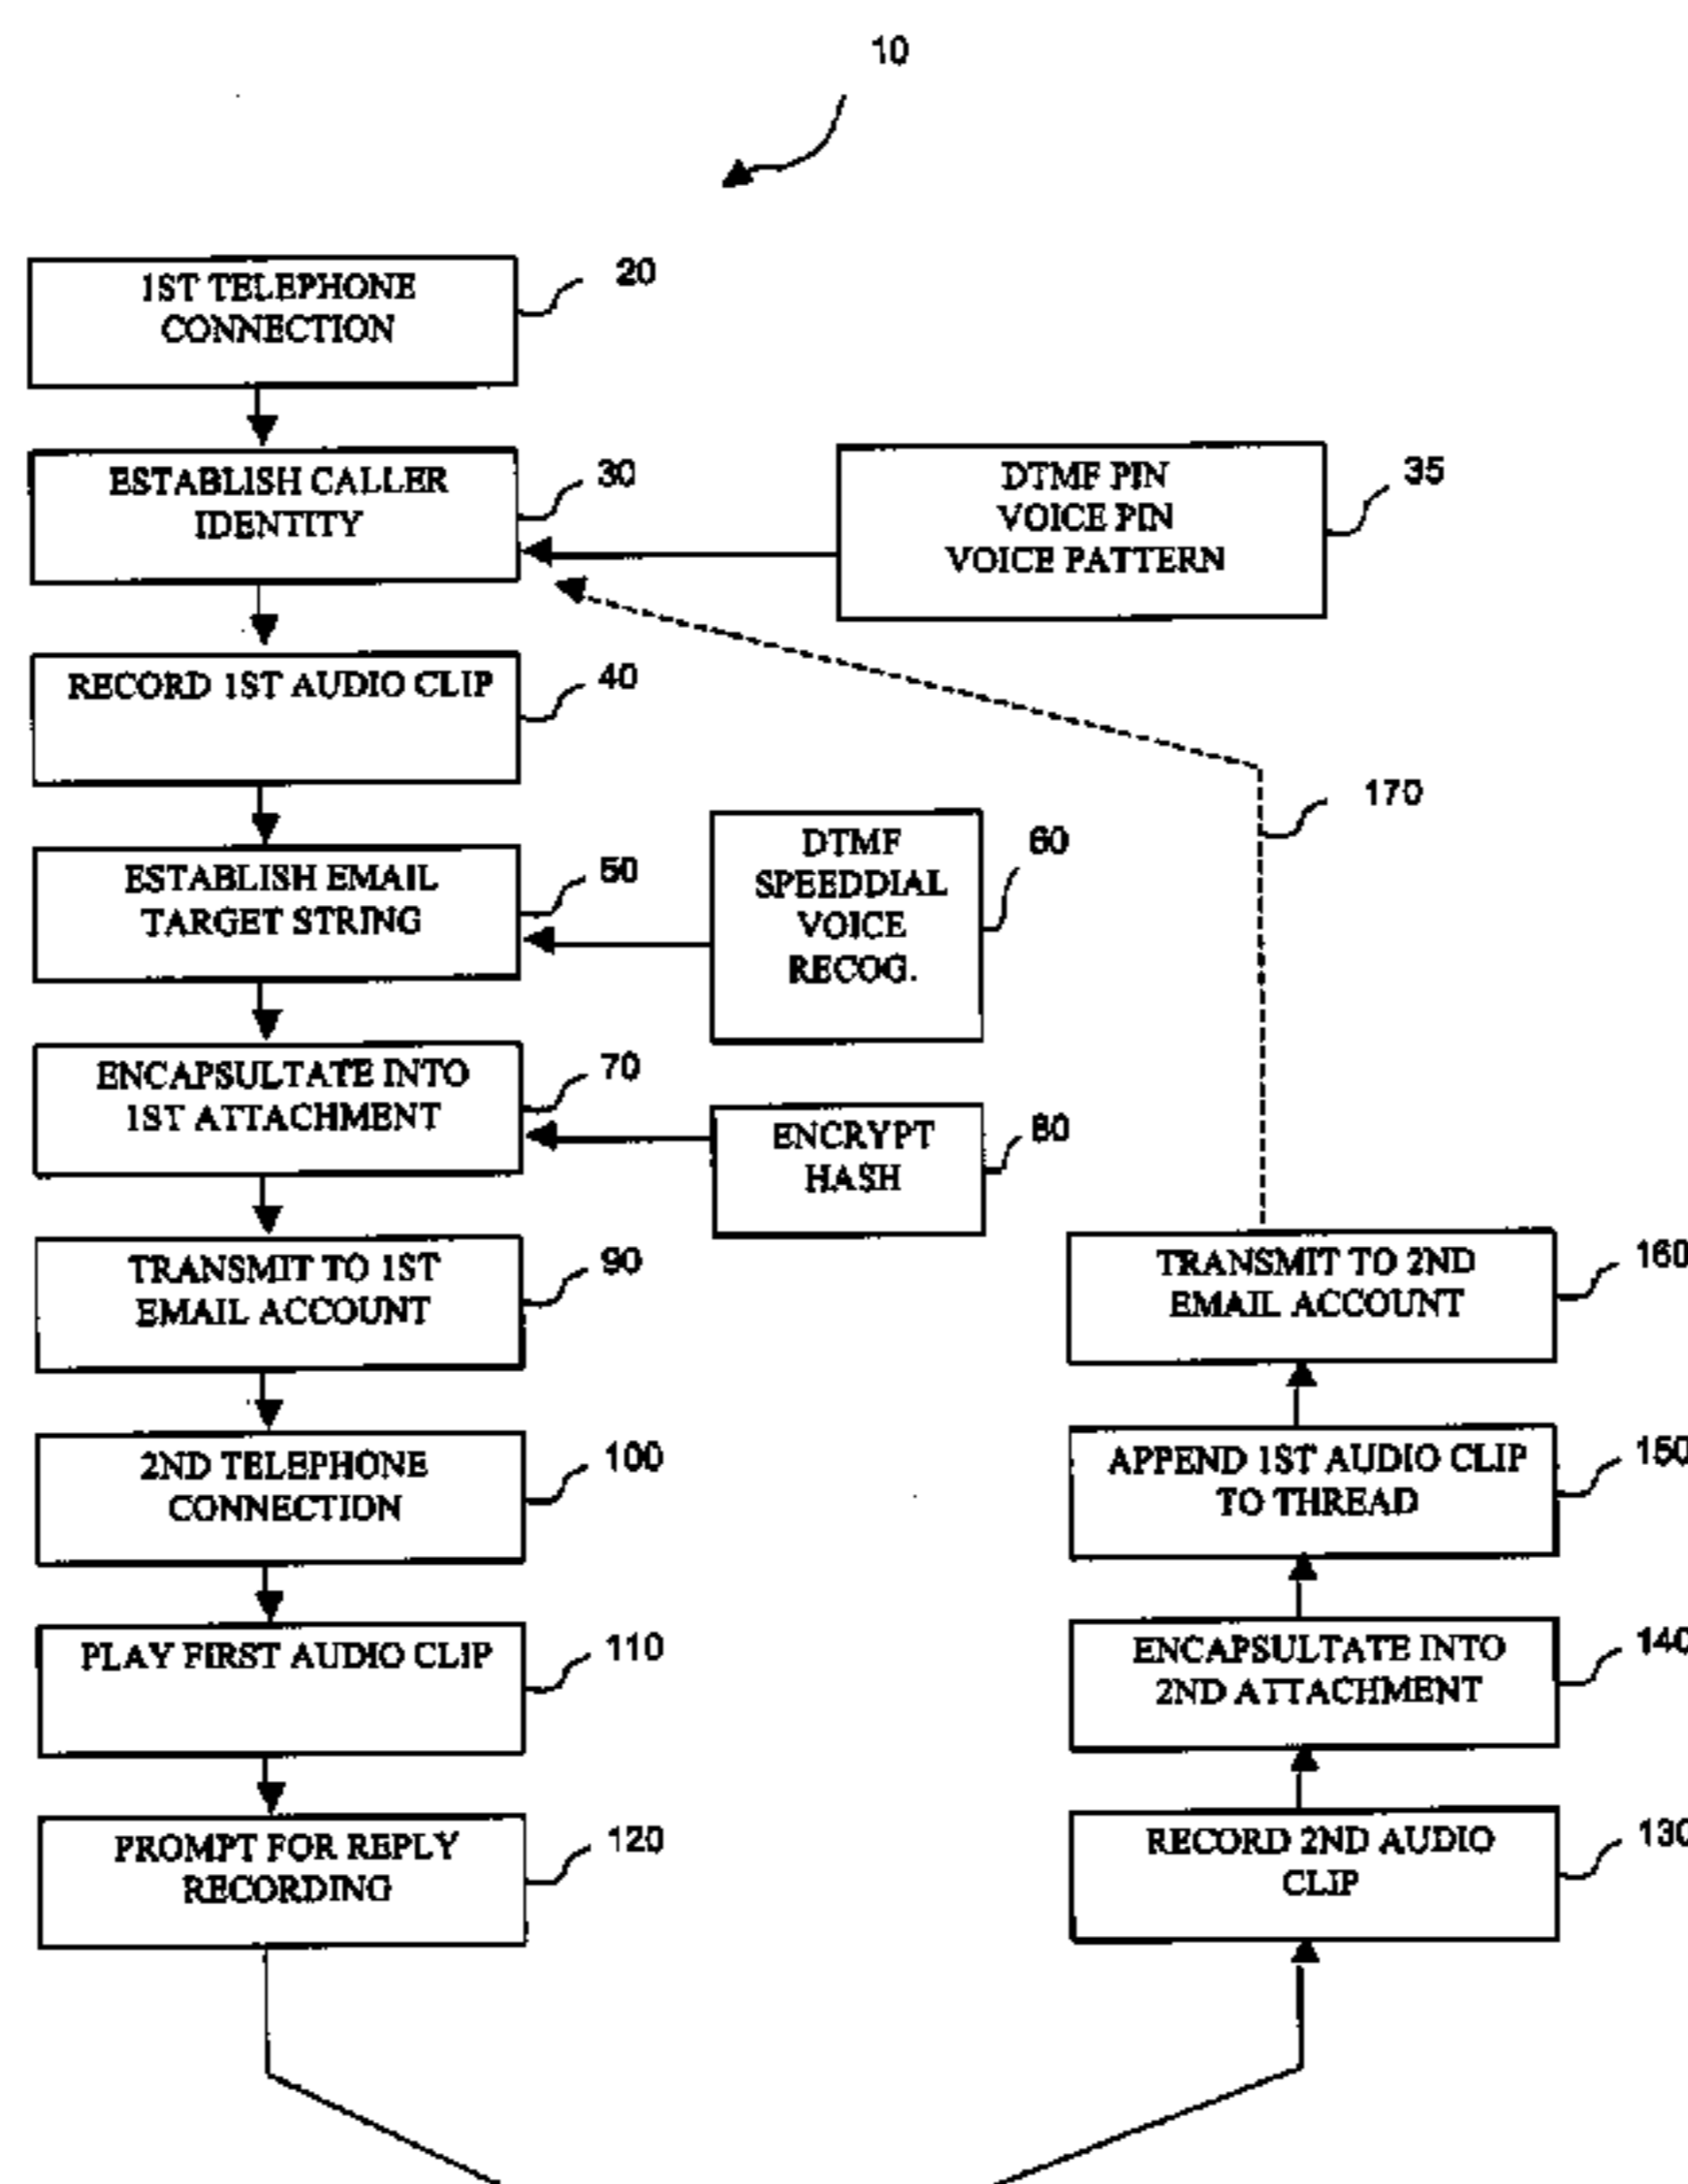 10
1ST TELEPHONE
CONNECTION
20
ESTABLISH CALLER
IDENTITY
30
DTMF PIN
VOICE PIN
VOICE PATTERN
35
RECORD 1ST AUDIO CLIP
40
170
ESTABLISH EMAIL
TARGET STRING
50
DTMF
SPEEDDIAL
VOICE
RECOG.
60
ENCAPSULTATE INTO
1ST ATTACHMENT
70
ENCRYPT
HASH
80
TRANSMIT TO 1ST
EMAIL ACCOUNT
90
TRANSMIT TO 2ND
EMAIL ACCOUNT
160
2ND TELEPHONE
CONNECTION
100
APPEND 1ST AUDIO CLIP
TO THREAD
150
PLAY FIRST AUDIO CLIP
110
ENCAPSULTATE INTO
2ND ATTACHMENT
140
PROMPT FOR REPLY
RECORDING
120
RECORD 2ND AUDIO
CLIP
130